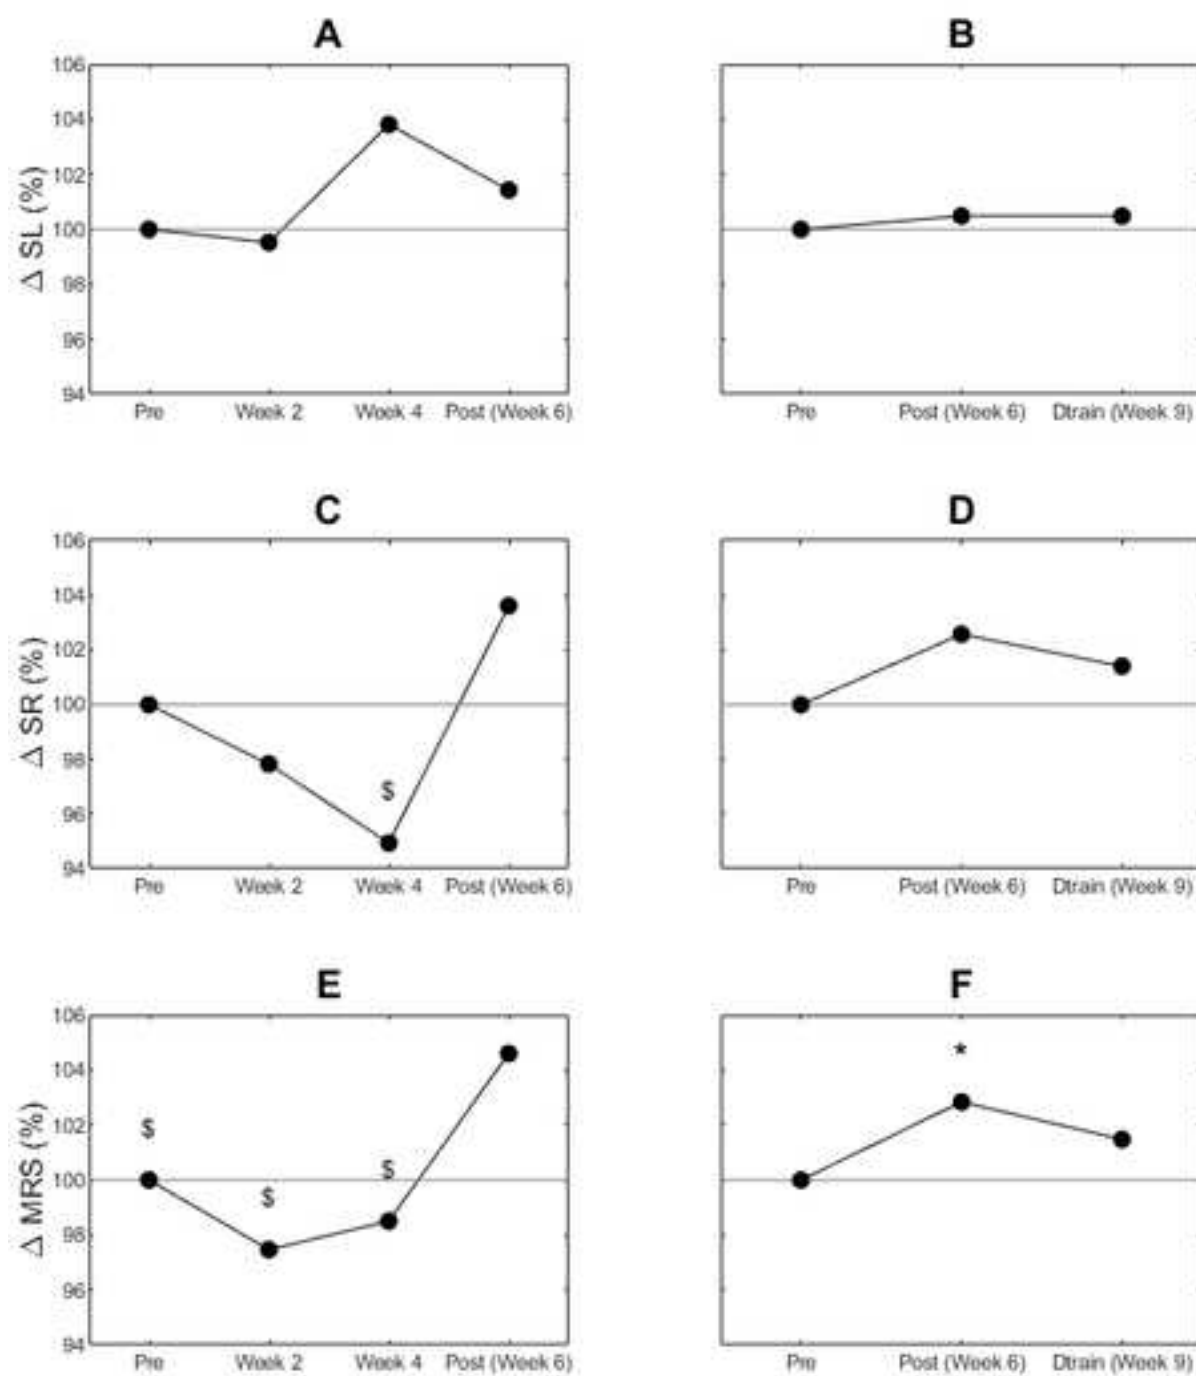 A
B
106
104
102
100
98
96
94
Δ SL (%)
Pre
Week 2
Week 4
Post (Week 6)
Pre
Post (Week 6)
Dtrain (Week 9)
C
D
106
104
102
100
98
96
94
Δ SR (%)
$
Pre
Week 2
Week 4
Post (Week 6)
Pre
Post (Week 6)
Dtrain (Week 9)
E
F
106
104
102
100
98
96
94
Δ MRS (%)
$
$
$
*
Pre
Week 2
Week 4
Post (Week 6)
Pre
Post (Week 6)
Dtrain (Week 9)